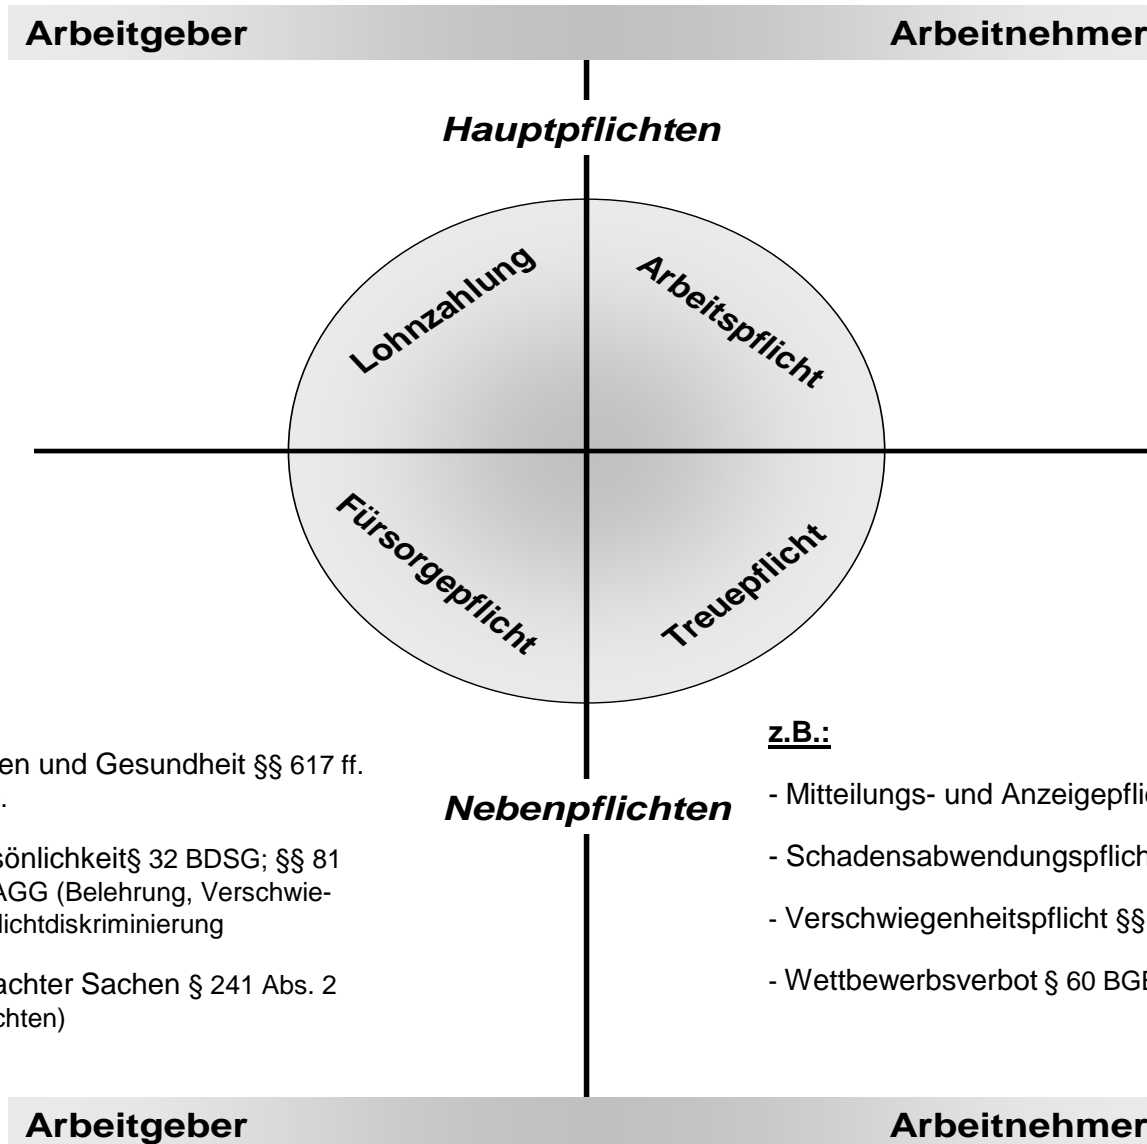 Arbeitgeber Arbeitnehmer
Hauptpflichten
Lohnzahlung
Arbeitspflicht
Fürsorgepflicht
Treuepflicht
Nebenpflichten
en und Gesundheit §§ 617 ff.
.
sönlichkeit§ 32 BDSG; §§ 81
AGG (Belehrung, Verschwie-
lichtdiskriminierung
achter Sachen § 241 Abs. 2
chten)
z.B.:
- Mitteilungs- und Anzeigepflic
- Schadensabwendungspflich
- Verschwiegenheitspflicht §§
- Wettbewerbsverbot § 60 BGB
Arbeitgeber Arbeitnehmer